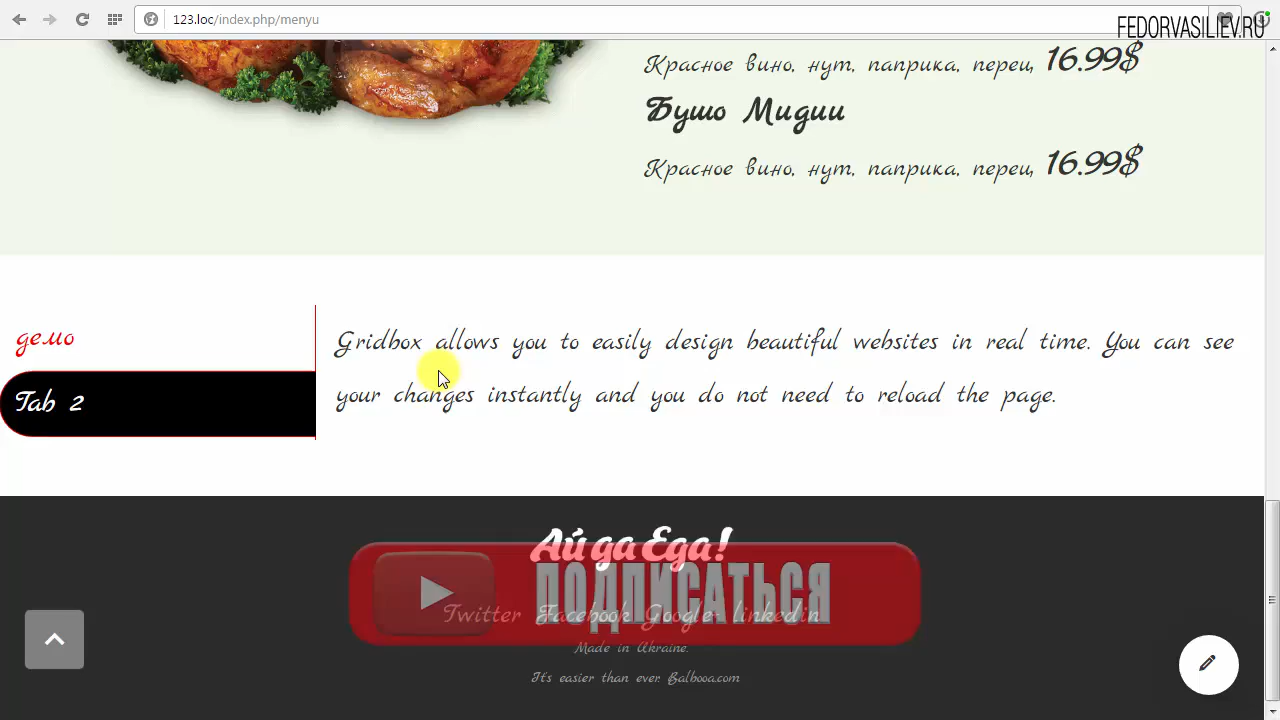 123.loc/index.php/menyu
FEDORVASILIEV.RU
Красное вино, нут, паприка, перец, 16.99$
Бушо Мидии
Красное вино, нут, паприка, перец, 16.99$
демо
Tab 2
Gridbox allows you to easily design beautiful websites in real time. You can see
your changes instantly and you do not need to reload the page.
Ай да Еда!
ПОДПИСАТЬСЯ
Twitter Facebook Google+ linkedin
Made in Ukraine.
It's easier than ever. Balbooa.com